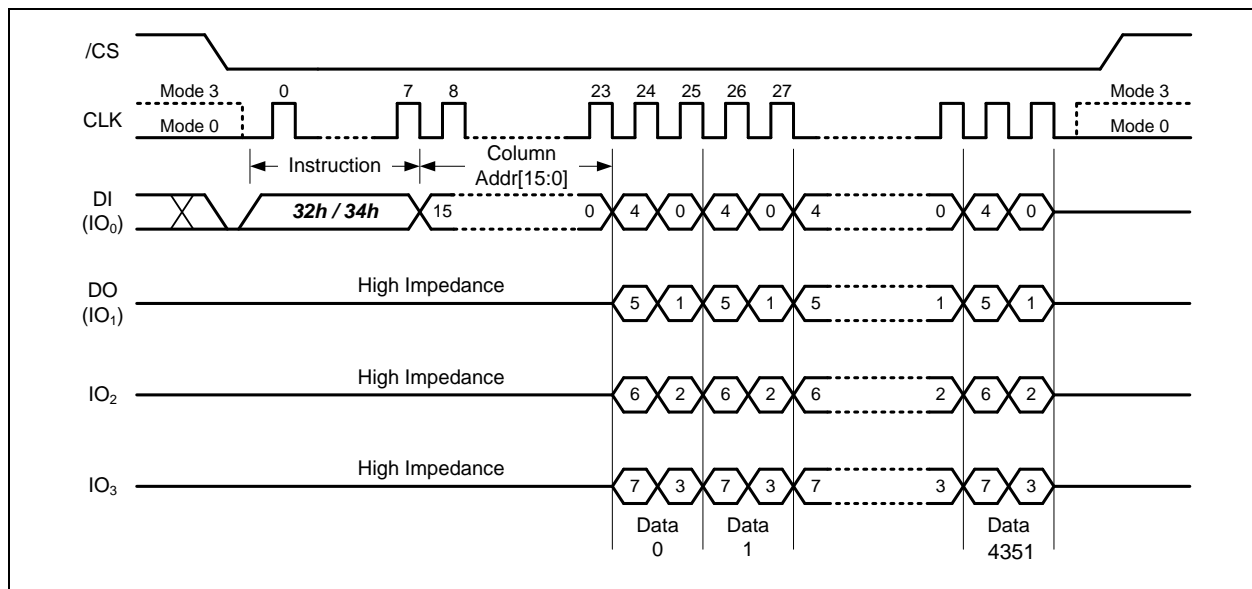 /CS
Mode 3 0 7 8 23 24 25 26 27 Mode 3
CLK
Mode 0 Mode 0
Instruction Column
Addr[15:0]
DI
(IO₀) 32h / 34h 15 0 4 0 4 0 4 0 4 0
DO
(IO₁) High Impedance 5 1 5 1 5 1 5 1
IO₂ High Impedance 6 2 6 2 6 2 6 2
IO₃ High Impedance 7 3 7 3 7 3 7 3
Data Data Data
0 1 4351